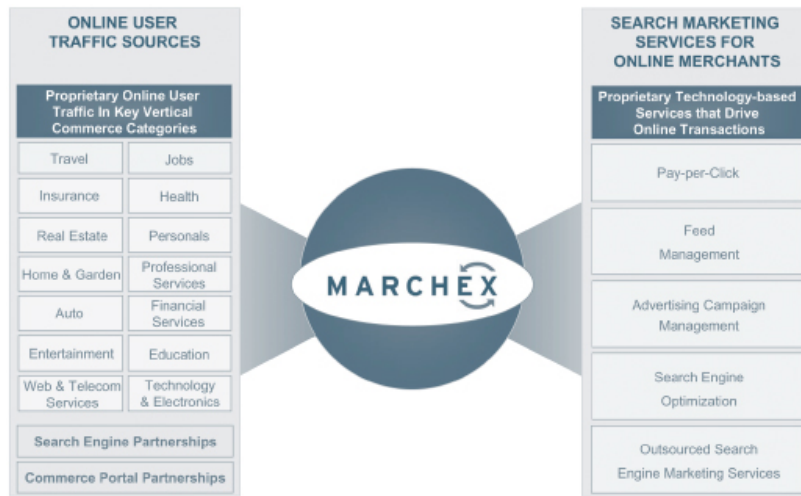 ONLINE USER
TRAFFIC SOURCES
Proprietary Online User
Traffic In Key Vertical
Commerce Categories
Travel
Jobs
Insurance
Health
Real Estate
Personals
Home & Garden
Professional
Services
Auto
Financial
Services
Entertainment
Education
Web & Telecom
Services
Technology
& Electronics
Search Engine Partnerships
Commerce Portal Partnerships
MARCHEX
SEARCH MARKETING
SERVICES FOR
ONLINE MERCHANTS
Proprietary Technology-based
Services that Drive
Online Transactions
Pay-per-Click
Feed
Management
Advertising Campaign
Management
Search Engine
Optimization
Outsourced Search
Engine Marketing Services